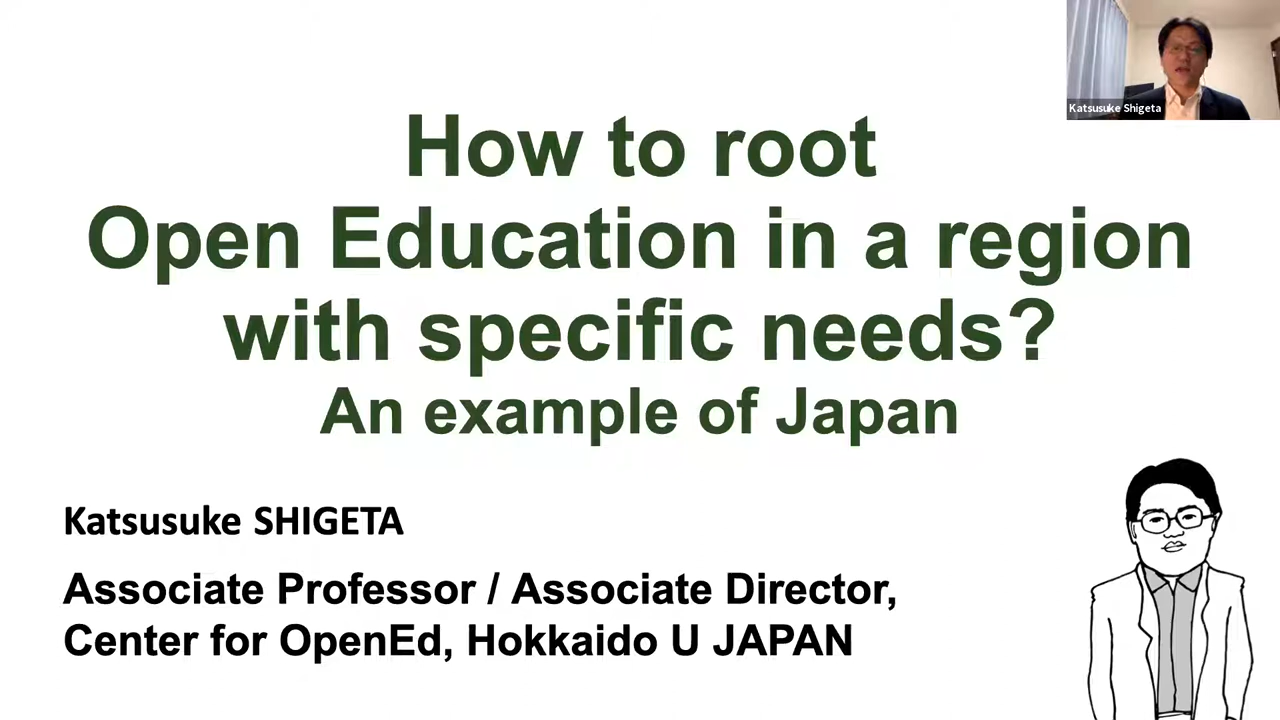 Katsusuke Shigeta
How to root
Open Education in a region
with specific needs?
An example of Japan
Katsusuke SHIGETA
Associate Professor / Associate Director,
Center for OpenEd, Hokkaido U JAPAN